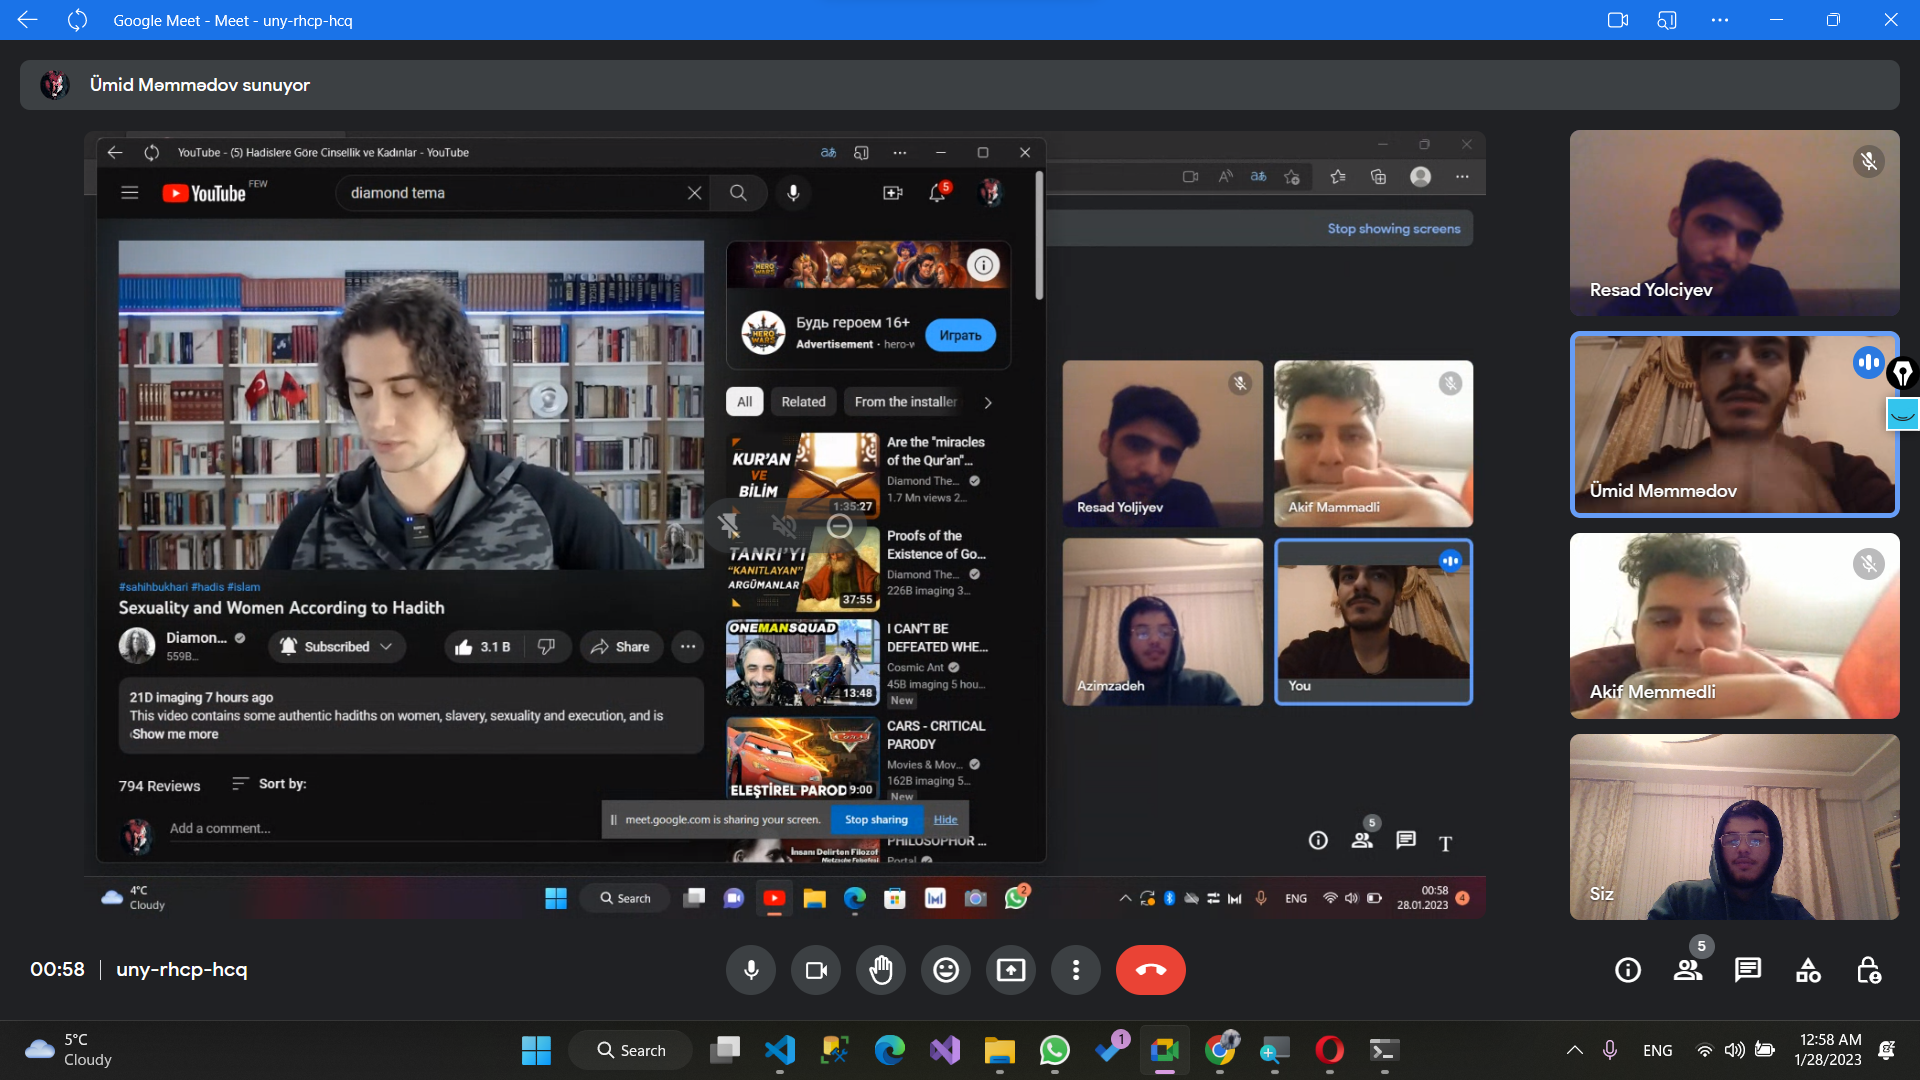 Google Meet - Meet - uny-rhcp-hcq
Ümid Məmmədov sunuyor
YouTube - (5) Hadislere Göre Cinsellik ve Kadınlar - YouTube
YouTube FEW
diamond tema
5
Stop showing screens
HERO WARS
Будь героем 16+
Advertisement · hero-w
Играть
All
Related
From the installer
#sahihbukhari #hadis #islam
Sexuality and Women According to Hadith
Diamon...
559B...
Subscribed
3.1 B
Share
21D imaging 7 hours ago
This video contains some authentic hadiths on women, slavery, sexuality and execution, and is
Show me more
794 Reviews
Sort by:
Add a comment...
KUR'AN
VE
BİLİM
1:35:27
Are the "miracles
of the Qur'an"...
Diamond The...
1.7 Mn views 2...
TANRI'YI
"KANITLAYAN"
ARGÜMANLAR
37:55
Proofs of the
Existence of Go...
Diamond The...
226B imaging 3...
ONEMANSQUAD
13:48
I CAN'T BE
DEFEATED WHE...
Cosmic Ant
45B imaging 5 hou...
New
ELEŞTİREL PAROD
9:00
CARS - CRITICAL
PARODY
Movies & Mov...
162B imaging 5...
New
meet.google.com is sharing your screen.
Stop sharing
Hide
İnsanı Delirten Filozof
Nietzsche Felsefesi
PHILOSOPHOR ...
Portal
Resad Yoljiyev
Akif Mammadli
Azimzadeh
You
5
T
4°C
Cloudy
Search
2
ENG
00:58
28.01.2023
4
Resad Yolciyev
Ümid Məmmədov
Akif Memmedli
Siz
00:58
uny-rhcp-hcq
5
5°C
Cloudy
Search
1
ENG
12:58 AM
1/28/2023